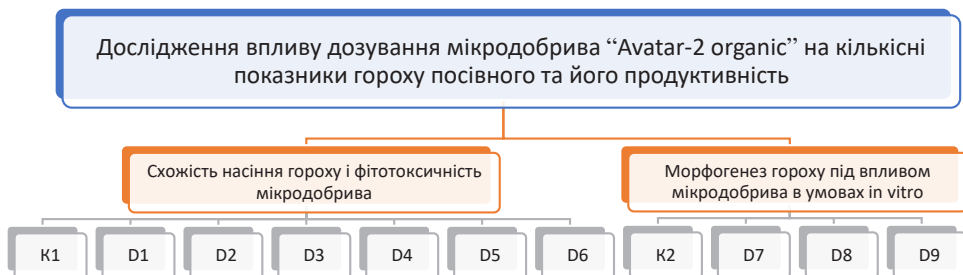 Дослідження впливу дозування мікродобрива “Avatar-2 organic” на кількісні
показники гороху посівного та його продуктивність
Схожість насіння гороху і фітотоксичність
мікродобрива
Морфогенез гороху під впливом
мікродобрива в умовах in vitro
К1 D1 D2 D3 D4 D5 D6 К2 D7 D8 D9